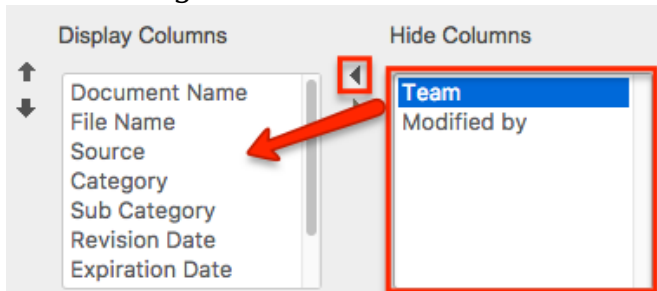 Display Columns
Hide Columns
Document Name
File Name
Source
Category
Sub Category
Revision Date
Expiration Date
Team
Modified by